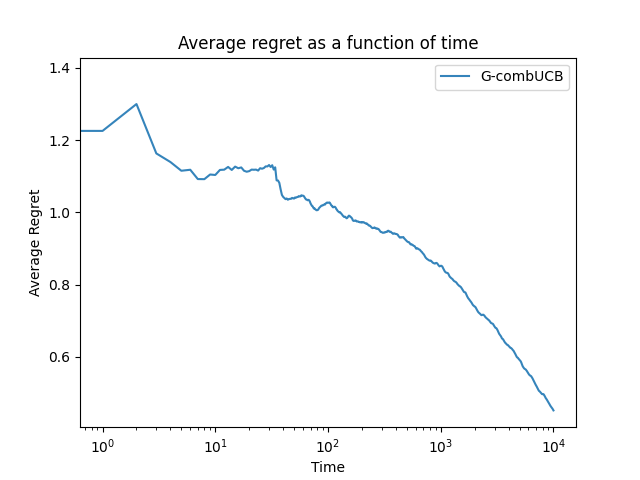 Average regret as a function of time
G-combUCB
1.4
1.2
1.0
0.8
0.6
Average Regret
10^0 10^1 10^2 10^3 10^4
Time